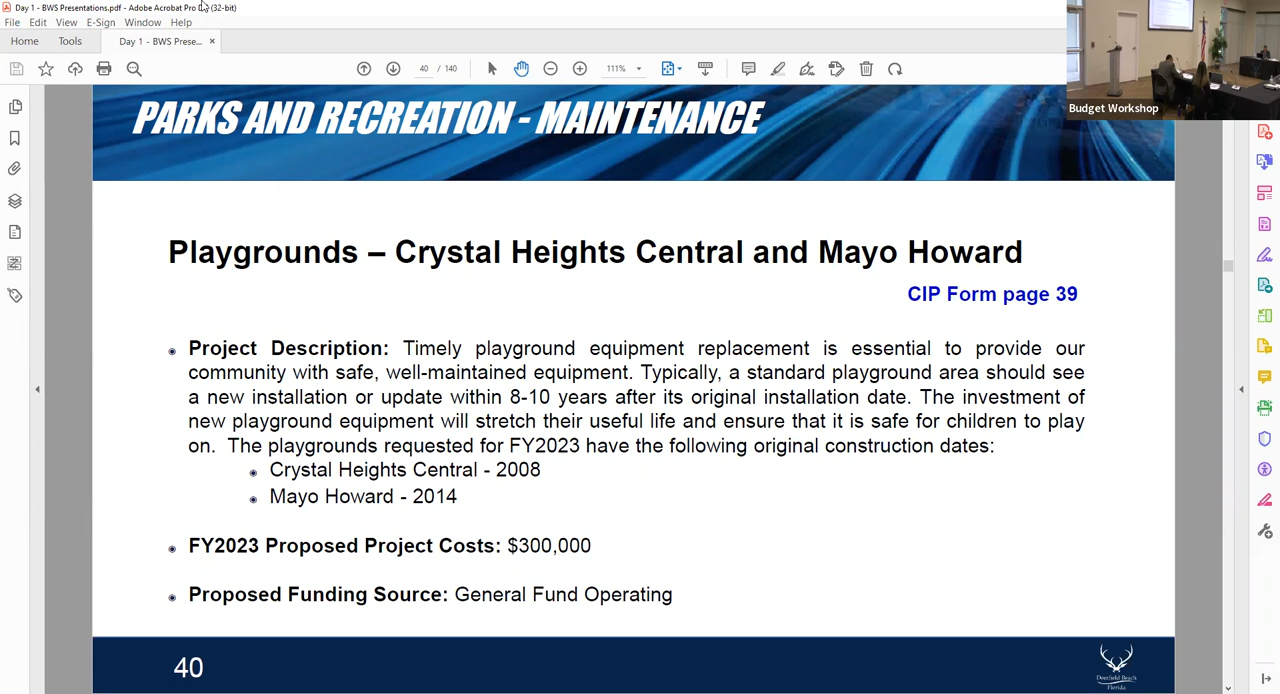 Day 1 - BWS Presentations.pdf - Adobe Acrobat Pro D (32-bit)
File Edit View E-Sign Window Help
Home Tools Day 1 - BWS Prese... ×
40 / 140 111%
Budget Workshop
PARKS AND RECREATION - MAINTENANCE
Playgrounds – Crystal Heights Central and Mayo Howard
CIP Form page 39
Project Description: Timely playground equipment replacement is essential to provide our
community with safe, well-maintained equipment. Typically, a standard playground area should see
a new installation or update within 8-10 years after its original installation date. The investment of
new playground equipment will stretch their useful life and ensure that it is safe for children to play
on. The playgrounds requested for FY2023 have the following original construction dates:
Crystal Heights Central - 2008
Mayo Howard - 2014
FY2023 Proposed Project Costs: $300,000
Proposed Funding Source: General Fund Operating
40
Deerfield Beach
Florida